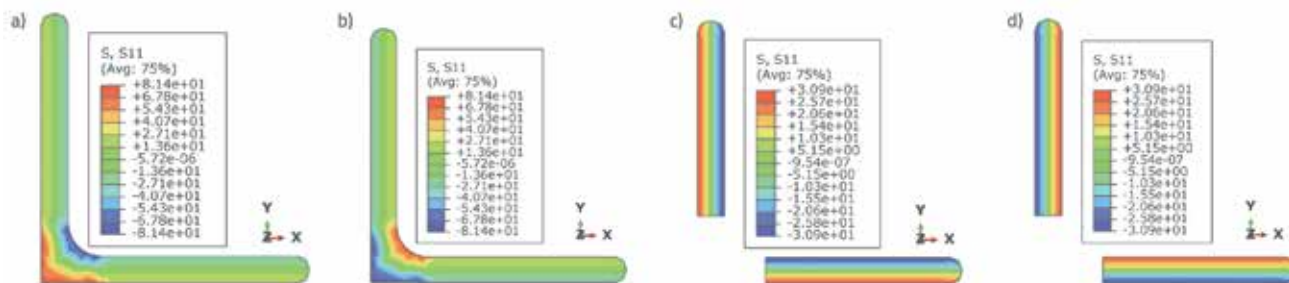 a)
S, S11
(Avg: 75%)
+8.14e+01
+6.78e+01
+5.43e+01
+4.07e+01
+2.71e+01
+1.36e+01
-5.72e-06
-1.36e+01
-2.71e+01
-4.07e+01
-5.43e+01
-6.78e+01
-8.14e+01
Y
Z X
b)
S, S11
(Avg: 75%)
+8.14e+01
+6.78e+01
+5.43e+01
+4.07e+01
+2.71e+01
+1.36e+01
-5.72e-06
-1.36e+01
-2.71e+01
-4.07e+01
-5.43e+01
-6.78e+01
-8.14e+01
Y
Z X
c)
S, S11
(Avg: 75%)
+3.09e+01
+2.57e+01
+2.06e+01
+1.54e+01
+1.03e+01
+5.15e+00
-9.54e-07
-5.15e+00
-1.03e+01
-1.55e+01
-2.06e+01
-2.58e+01
-3.09e+01
Y
Z X
d)
S, S11
(Avg: 75%)
+3.09e+01
+2.57e+01
+2.06e+01
+1.54e+01
+1.03e+01
+5.15e+00
-9.54e-07
-5.15e+00
-1.03e+01
-1.55e+01
-2.06e+01
-2.58e+01
-3.09e+01
Y
Z X